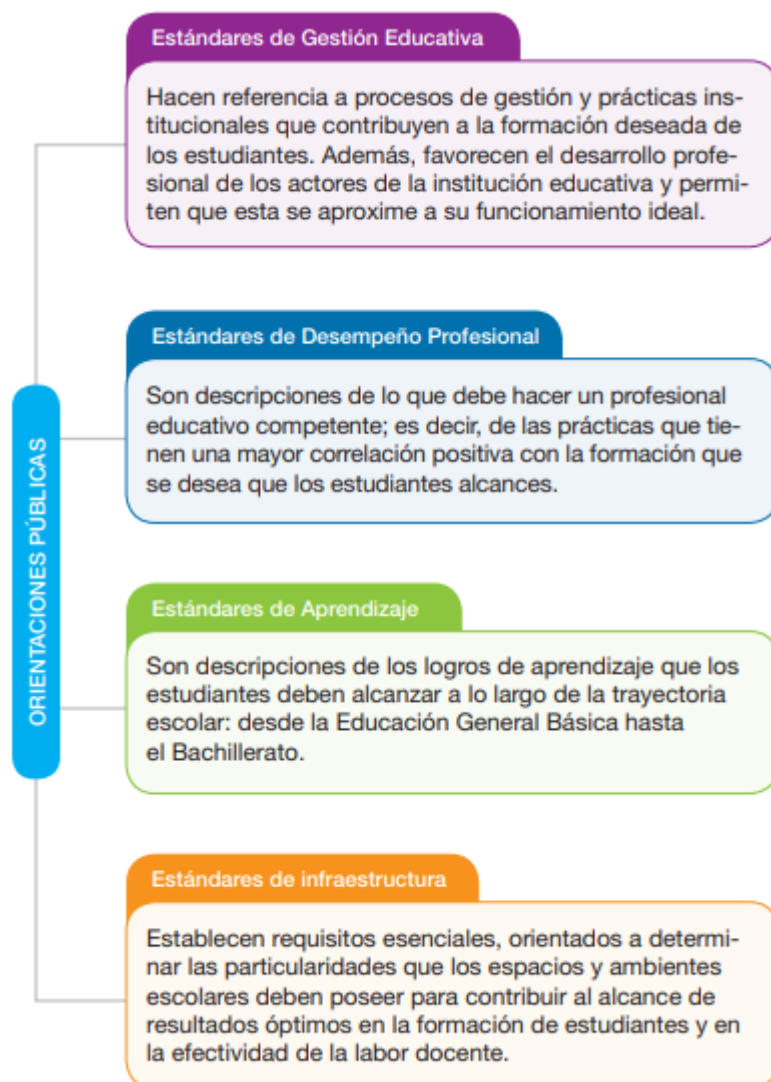 Estándares de Gestión Educativa
Hacen referencia a procesos de gestión y prácticas ins-
titucionales que contribuyen a la formación deseada de
los estudiantes. Además, favorecen el desarrollo profe-
sional de los actores de la institución educativa y permi-
ten que esta se aproxime a su funcionamiento ideal.
Estándares de Desempeño Profesional
Son descripciones de lo que debe hacer un profesional
educativo competente; es decir, de las prácticas que tie-
nen una mayor correlación positiva con la formación que
se desea que los estudiantes alcances.
ORIENTACIONES PÚBLICAS
Estándares de Aprendizaje
Son descripciones de los logros de aprendizaje que los
estudiantes deben alcanzar a lo largo de la trayectoria
escolar: desde la Educación General Básica hasta
el Bachillerato.
Estándares de infraestructura
Establecen requisitos esenciales, orientados a determi-
nar las particularidades que los espacios y ambientes
escolares deben poseer para contribuir al alcance de
resultados óptimos en la formación de estudiantes y en
la efectividad de la labor docente.